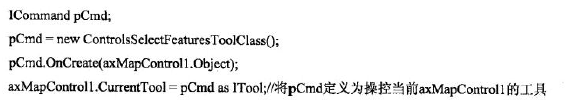 ICommand pCmd;
pCmd = new ControlsSelectFeaturesToolClass();
pCmd.OnCreate(axMapControl1.Object);
axMapControl1.CurrentTool = pCmd as ITool;//将pCmd定义为操控当前axMapControl1的工具